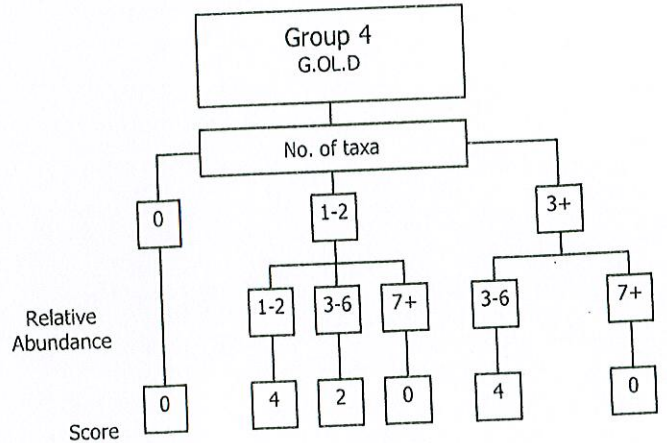 Group 4
G.OL.D
No. of taxa
0 1-2 3+
Relative
Abundance
1-2 3-6 7+ 3-6 7+
Score
0 4 2 0 4 0